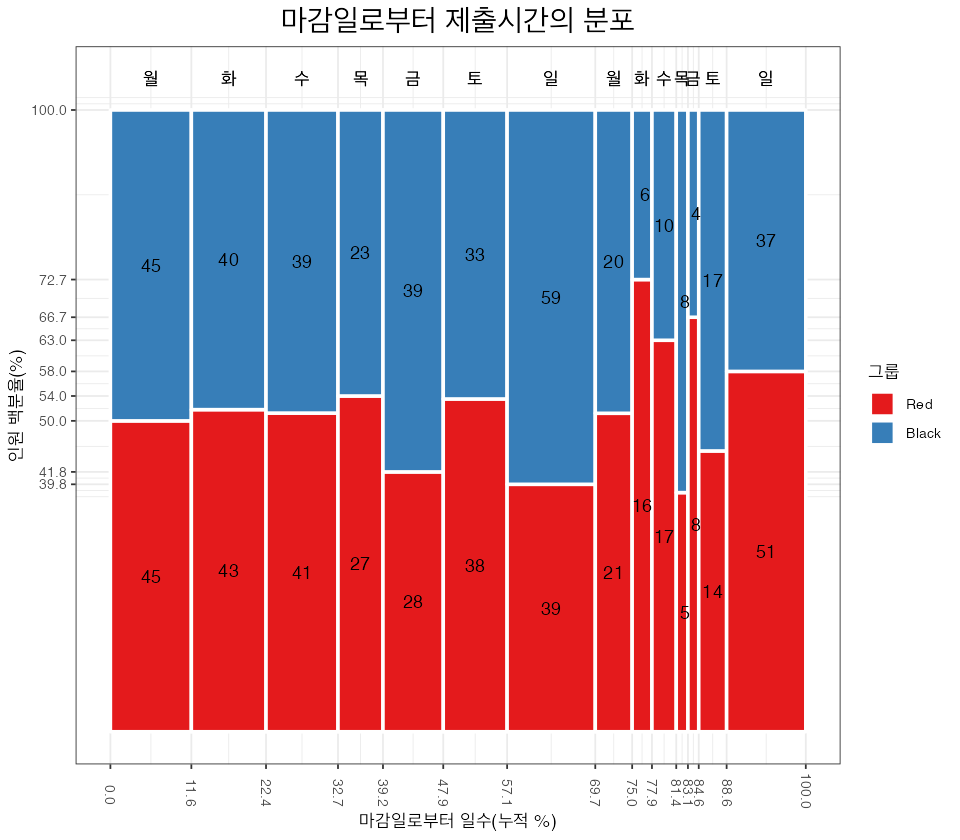 마감일로부터 제출시간의 분포
월 화 수 목 금 토 일 월 화 수 목 금 토 일
100.0
72.7
66.7
63.0
58.0
54.0
50.0
41.8
39.8
인원 백분율(%)
45 40 39 23 39 33 59 20 6 10 8 4 17 37
45 43 41 27 28 38 39 21 16 17 5 8 14 51
0.0 11.6 22.4 32.7 39.2 47.9 57.1 69.7 75.0 77.9 81.4 83.1 84.6 88.6 100.0
마감일로부터 일수(누적 %)
그룹
Red
Black